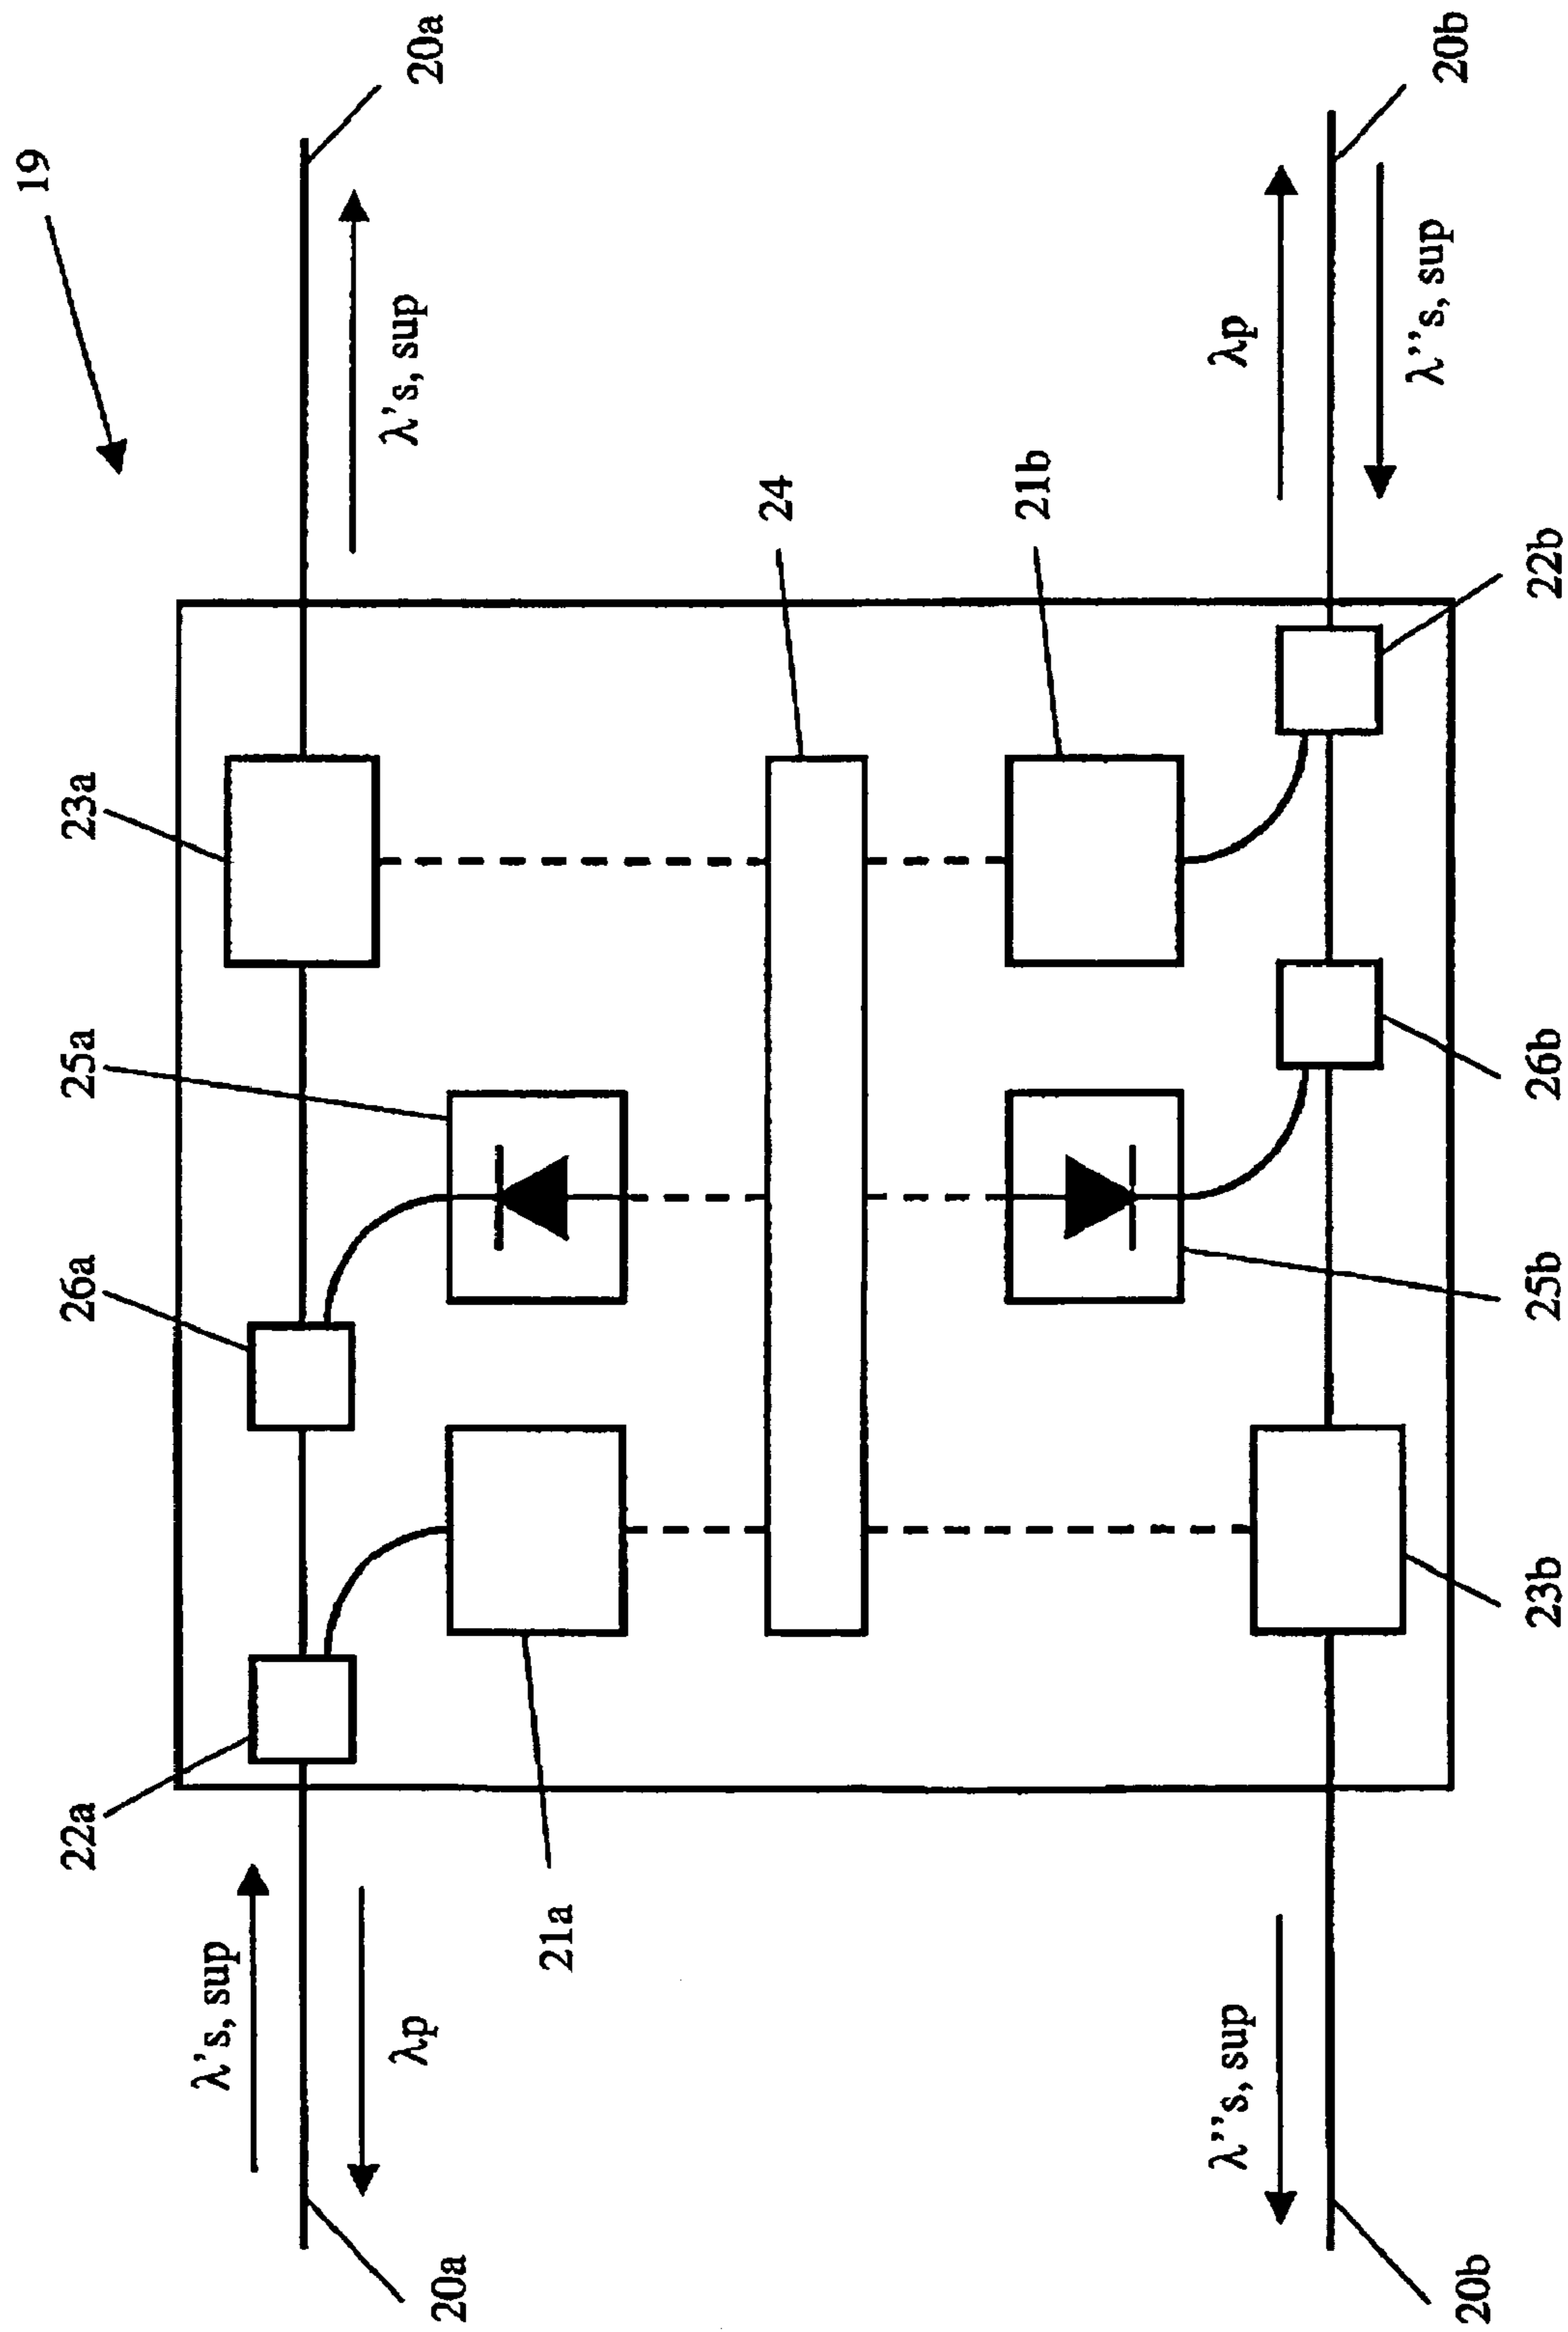 19
20a
λ's, sup
23a
25a
26a
22a
λ's, sup
λp
20a
24
21b
21a
λp
λ''s, sup
20b
22b
26b
25b
23b
λ''s, sup
20b